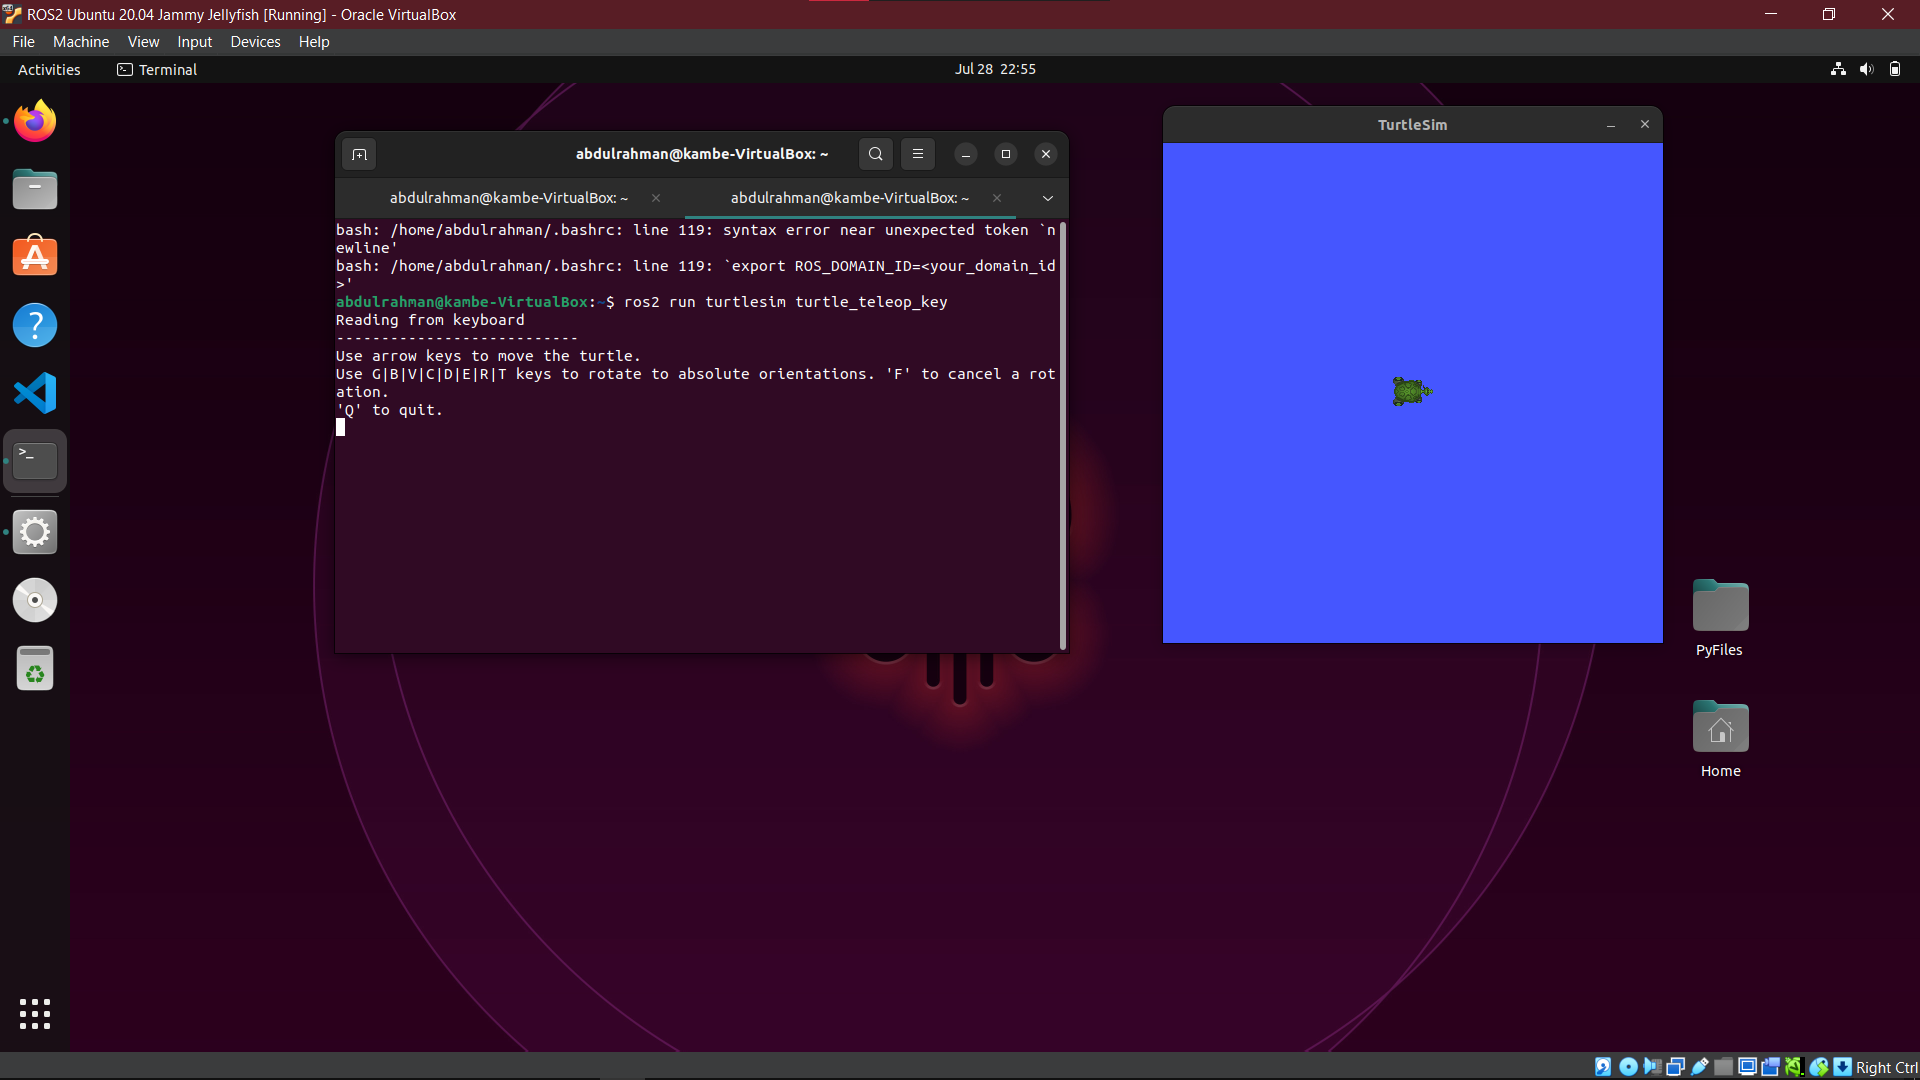 ROS2 Ubuntu 20.04 Jammy Jellyfish [Running] - Oracle VirtualBox
File Machine View Input Devices Help
Activities Terminal Jul 28 22:55
TurtleSim
abdulrahman@kambe-VirtualBox: ~
abdulrahman@kambe-VirtualBox: ~ abdulrahman@kambe-VirtualBox: ~
bash: /home/abdulrahman/.bashrc: line 119: syntax error near unexpected token `n
ewline'
bash: /home/abdulrahman/.bashrc: line 119: `export ROS_DOMAIN_ID=<your_domain_id
>'
abdulrahman@kambe-VirtualBox:~$ ros2 run turtlesim turtle_teleop_key
Reading from keyboard
---------------------------
Use arrow keys to move the turtle.
Use G|B|V|C|D|E|R|T keys to rotate to absolute orientations. 'F' to cancel a rot
ation.
'Q' to quit.
PyFiles
Home
Right Ctrl